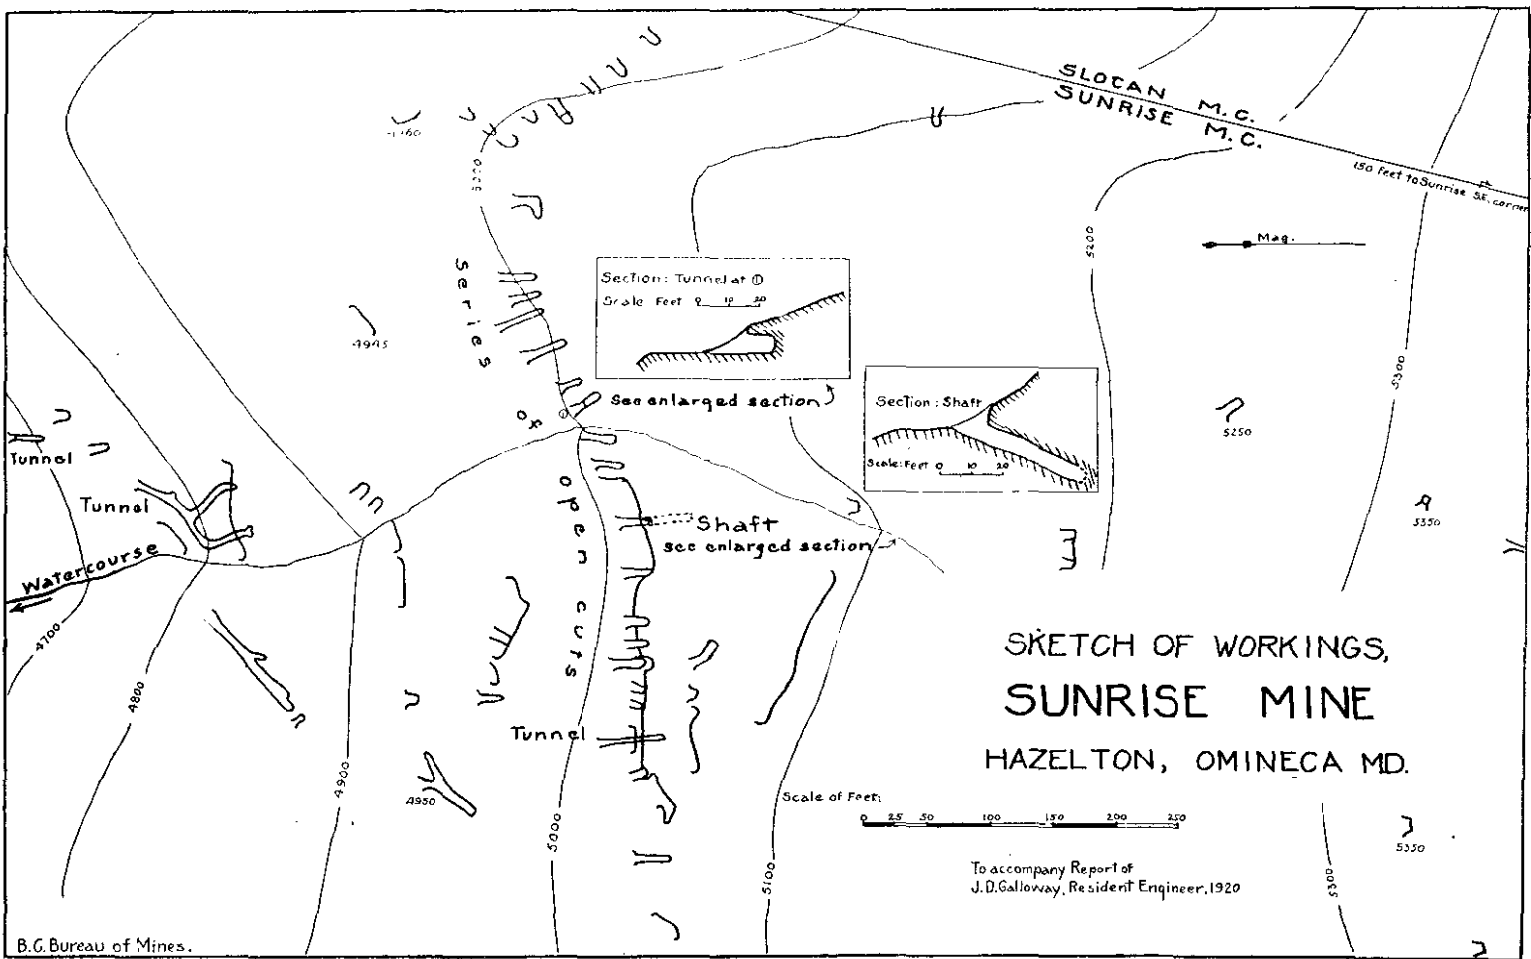 SLOCAN M.C.
SUNRISE M.C.
150 feet to Sunrise S.E. corner
Mag.
5000
5200
Series of open cuts
Section: Tunnel at ①
Scale Feet 0 10 20
See enlarged section
①
4945
Section: Shaft
Scale: Feet 0 10 20
5300
5250
Tunnel
Tunnel
Watercourse
Shaft
see enlarged section
5350
4700
4800
4900
4950
Tunnel
5000
5100
SKETCH OF WORKINGS,
SUNRISE MINE
HAZELTON, OMINECA MD.
Scale of Feet.
0 25 50 100 150 200 250
To accompany Report of
J.D. Galloway, Resident Engineer, 1920
5350
5300
B.C. Bureau of Mines.